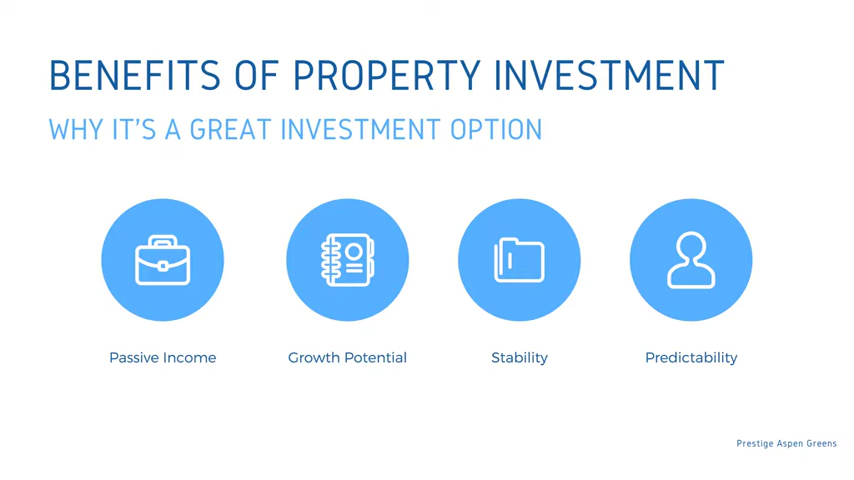 BENEFITS OF PROPERTY INVESTMENT
WHY IT'S A GREAT INVESTMENT OPTION
Passive Income
Growth Potential
Stability
Predictability
Prestige Aspen Greens